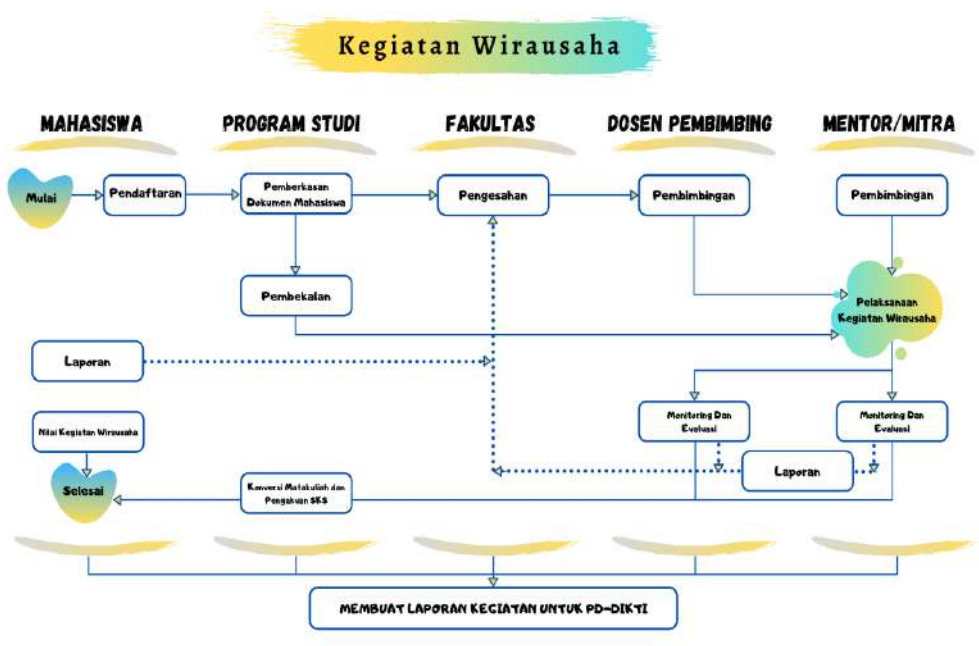 Kegiatan Wirausaha
MAHASISWA
PROGRAM STUDI
FAKULTAS
DOSEN PEMBIMBING
MENTOR/MITRA
Mulai
Pendaftaran
Pemberkasan
Dokumen Mahasiswa
Pengesahan
Pembimbingan
Pembimbingan
Pembekalan
Pelaksanaan
Kegiatan Wirausaha
Laporan
Nilai Kegiatan Wirausaha
Monitoring Dan
Evaluasi
Monitoring Dan
Evaluasi
Laporan
Selesai
Konversi Matakuliah dan
Pengakuan SKS
MEMBUAT LAPORAN KEGIATAN UNTUK PD-DIKTI